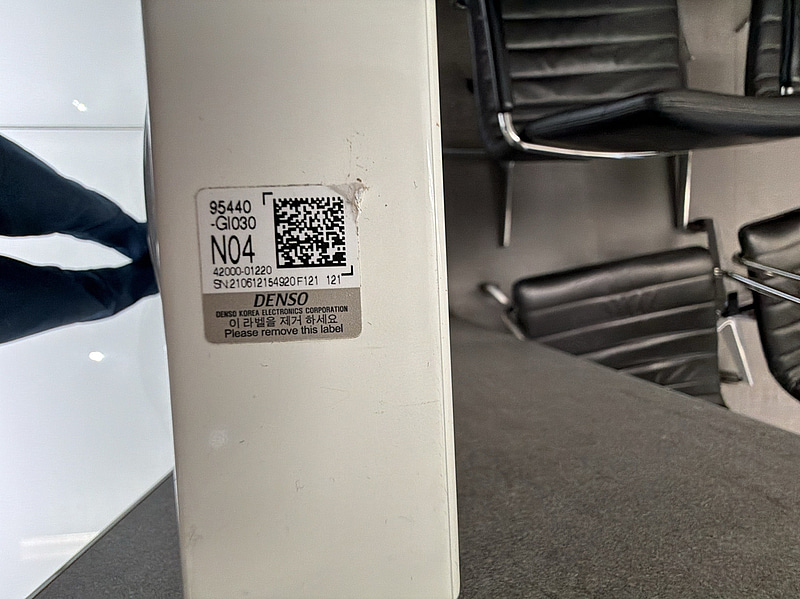 95440
-GI030
N04
42000-01220
SN210612154920F121 121
DENSO
DENSO KOREA ELECTRONICS CORPORATION
이 라벨을 제거 하세요
Please remove this label